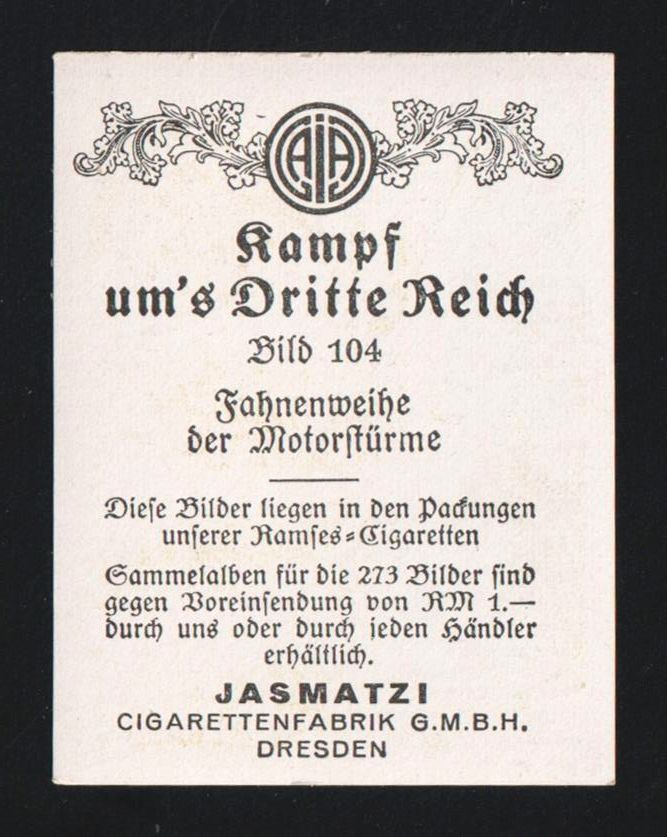 AJA
Kampf
um's Dritte Reich
Bild 104
Fahnenweihe
der Motorstürme
Diese Bilder liegen in den Packungen
unserer Ramses-Cigaretten
Sammelalben für die 273 Bilder sind
gegen Voreinsendung von RM 1.—
durch uns oder durch jeden Händler
erhältlich.
JASMATZI
CIGARETTENFABRIK G.M.B.H.
DRESDEN